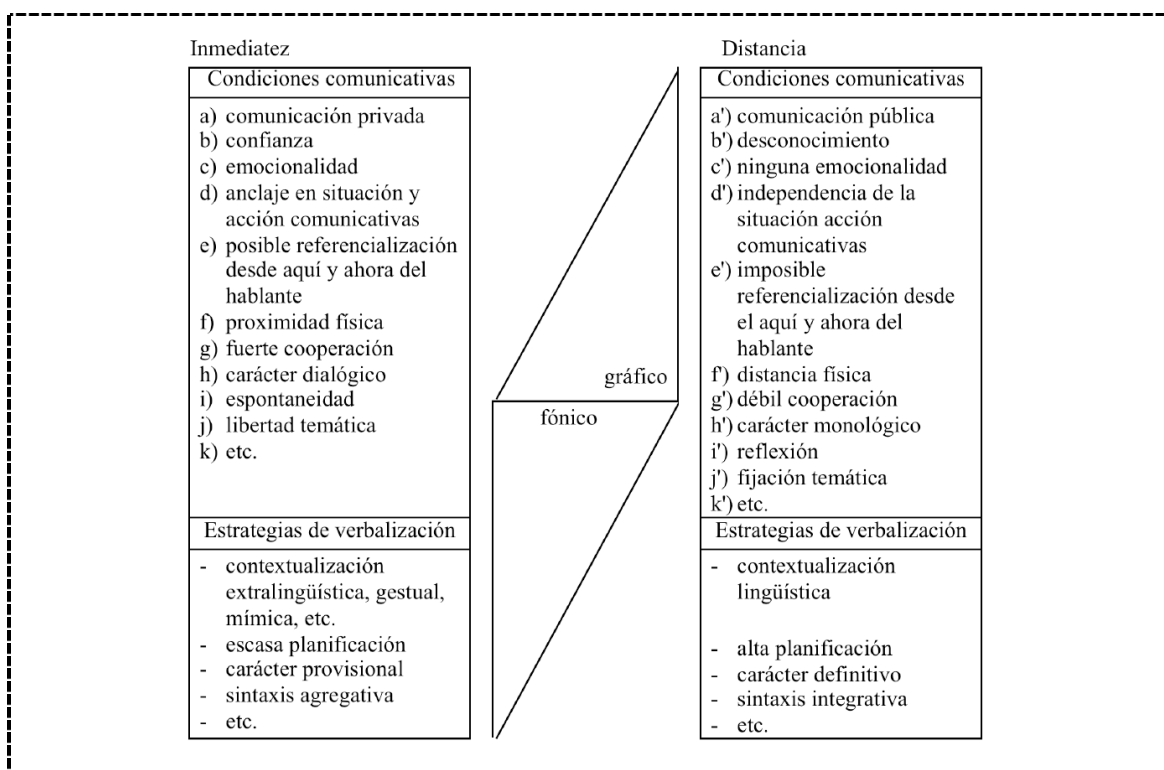 Inmediatez
Condiciones comunicativas
a) comunicación privada
b) confianza
c) emocionalidad
d) anclaje en situación y
acción comunicativas
e) posible referencialización
desde aquí y ahora del
hablante
f) proximidad física
g) fuerte cooperación
h) carácter dialógico
i) espontaneidad
j) libertad temática
k) etc.
Estrategias de verbalización
- contextualización
extralingüística, gestual,
mímica, etc.
- escasa planificación
- carácter provisional
- sintaxis agregativa
- etc.
gráfico
fónico
Distancia
Condiciones comunicativas
a') comunicación pública
b') desconocimiento
c') ninguna emocionalidad
d') independencia de la
situación acción
comunicativas
e') imposible
referencialización desde
el aquí y ahora del
hablante
f') distancia física
g') débil cooperación
h') carácter monológico
i') reflexión
j') fijación temática
k') etc.
Estrategias de verbalización
- contextualización
lingüística
- alta planificación
- carácter definitivo
- sintaxis integrativa
- etc.